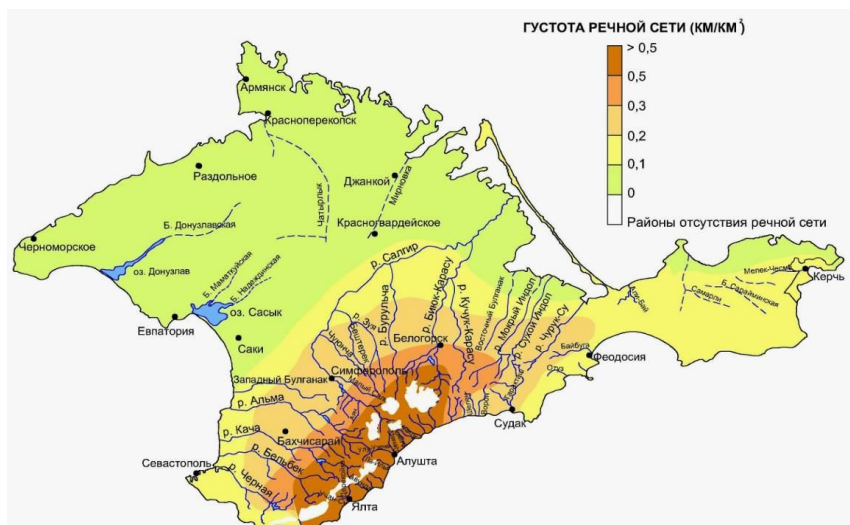 ГУСТОТА РЕЧНОЙ СЕТИ (КМ/КМ²)
> 0,5
0,5
0,3
0,2
0,1
0
Районы отсутствия речной сети
Армянск
Красноперекопск
Раздольное
Джанкой
Мирновка
Чатырлык
Красногвардейское
Б. Донузлавская
Черноморское
оз. Донузлав
Б. Маматкуйская
Б. Надеждинская
оз. Сасык
Евпатория
Саки
р. Салгир
р. Зуя
р. Бурульча
р. Биюк-Карасу
р. Кучук-Карасу
Восточный Булганак
р. Мокрый Индол
р. Сухой Индол
р. Чурук-Су
Байбуга
Феодосия
Мелек-Чесме
Керчь
Самарли
Б. Сарайминская
Бештерек
Белогорск
Симферополь
Западный Булганак
р. Альма
р. Кача
Бахчисарай
р. Бельбек
Севастополь
р. Черная
Судак
Ворон
Алушта
Ялта